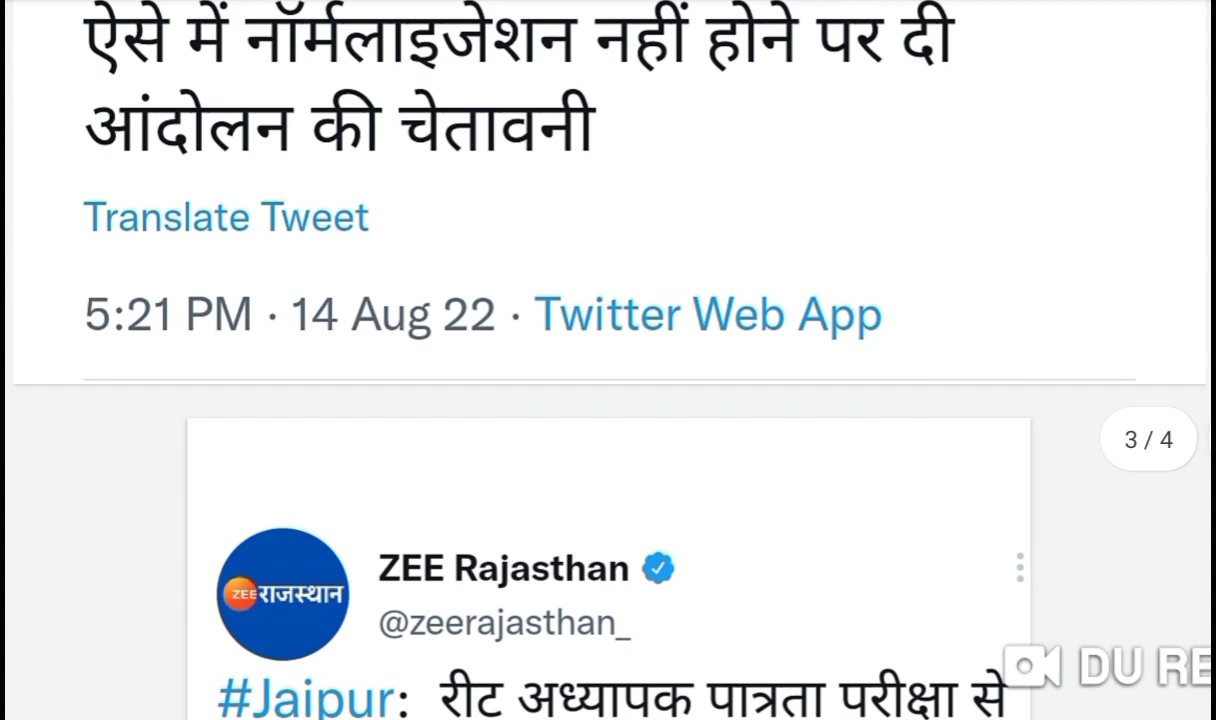 ऐसे में नॉर्मलाइजेशन नहीं होने पर दी
आंदोलन की चेतावनी
Translate Tweet
5:21 PM · 14 Aug 22 · Twitter Web App
3 / 4
ZEE राजस्थान
ZEE Rajasthan
@zeerajasthan_
#Jaipur: रीट अध्यापक पात्रता परीक्षा से
DU RE